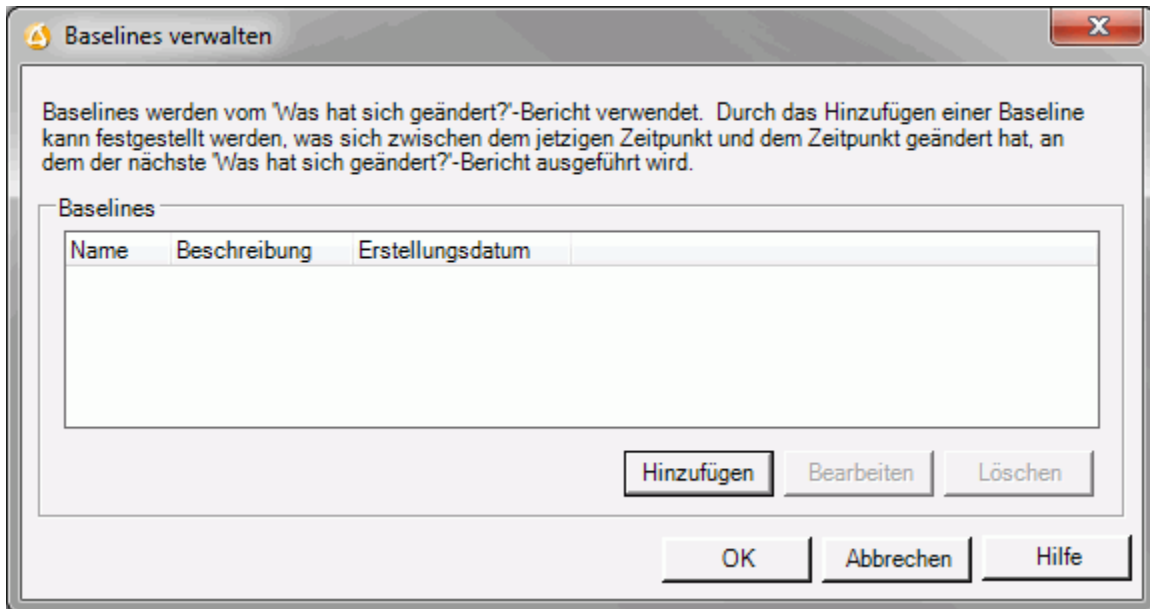 Baselines verwalten
Baselines werden vom 'Was hat sich geändert?'-Bericht verwendet.  Durch das Hinzufügen einer Baseline
kann festgestellt werden, was sich zwischen dem jetzigen Zeitpunkt und dem Zeitpunkt geändert hat, an
dem der nächste 'Was hat sich geändert?'-Bericht ausgeführt wird.
Baselines
Name Beschreibung Erstellungsdatum
Hinzufügen Bearbeiten Löschen
OK Abbrechen Hilfe